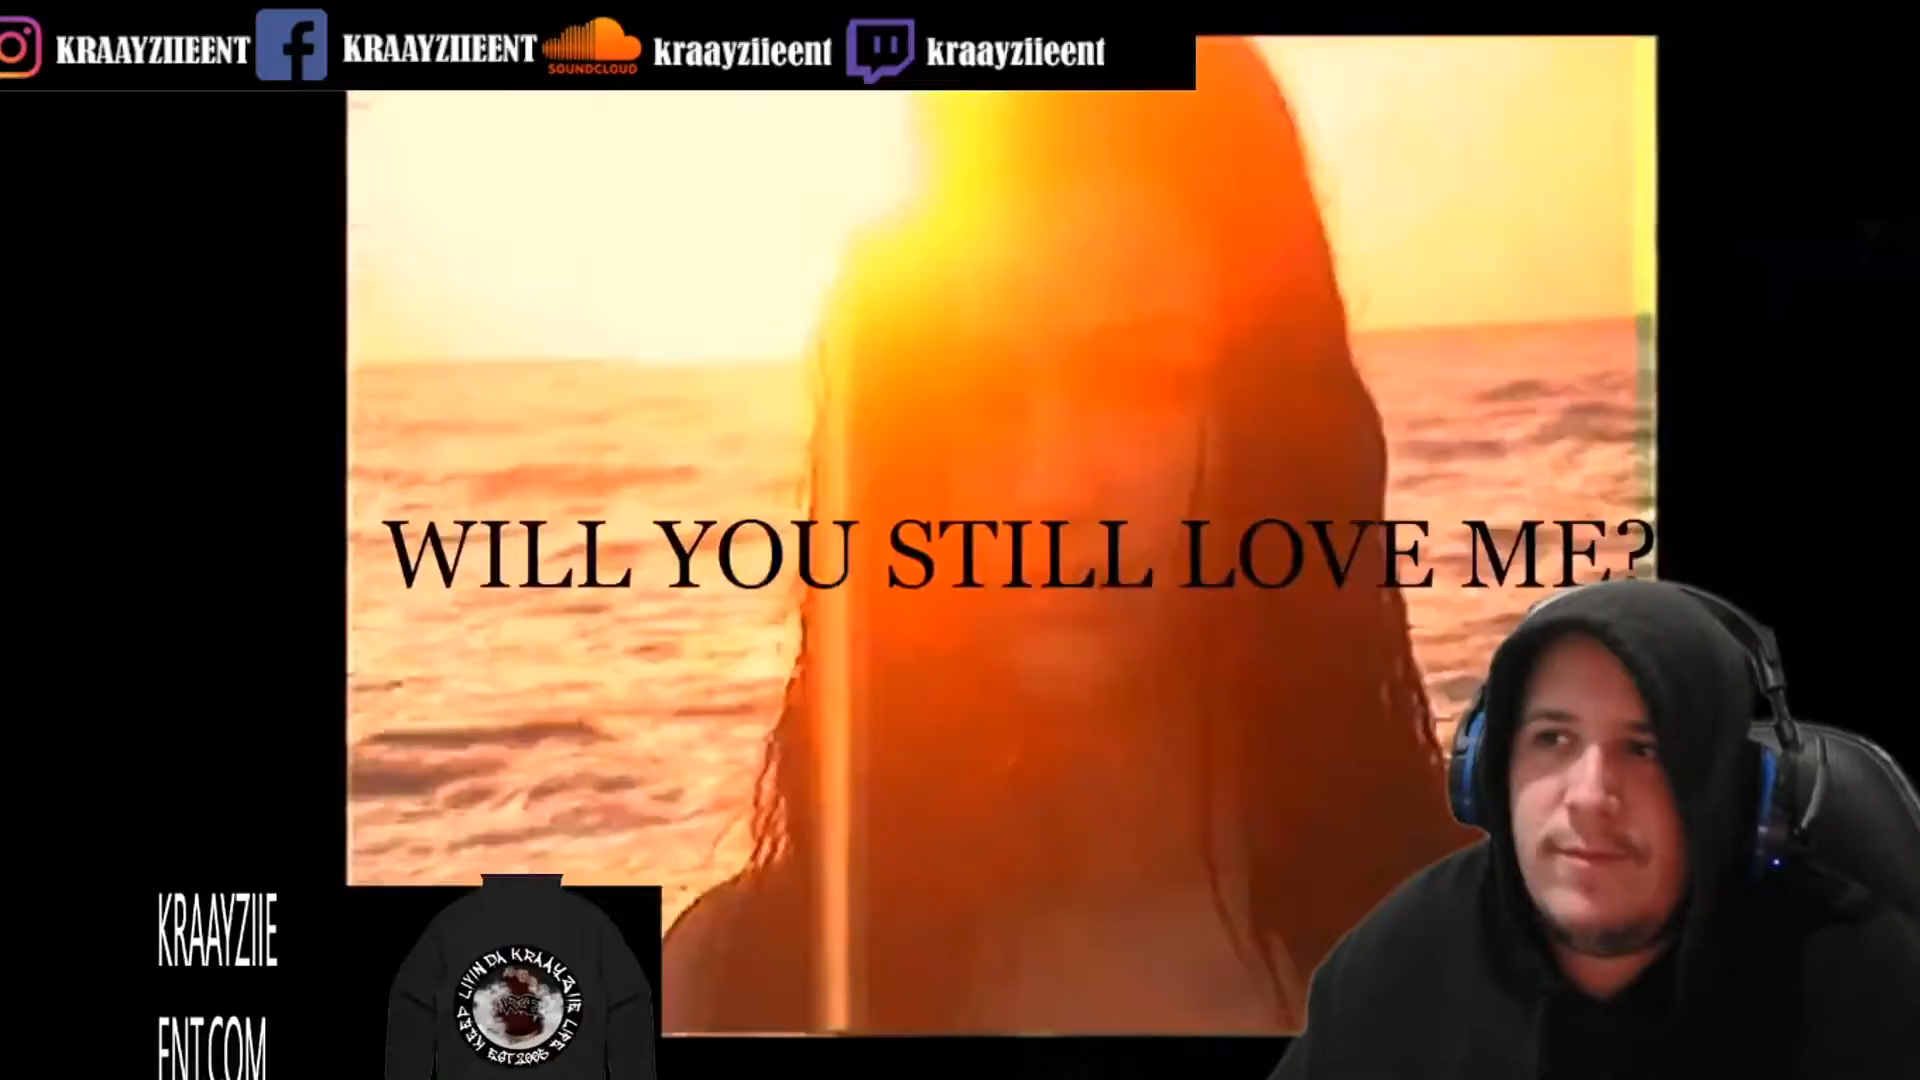 KRAAYZIIEENT KRAAYZIIEENT SOUNDCLOUD kraayziieent kraayziieent
WILL YOU STILL LOVE ME?
KRAAYZIIE
ENT.COM
KEEP LIVIN DA KRAAYZIIE LIFE
EST 2005